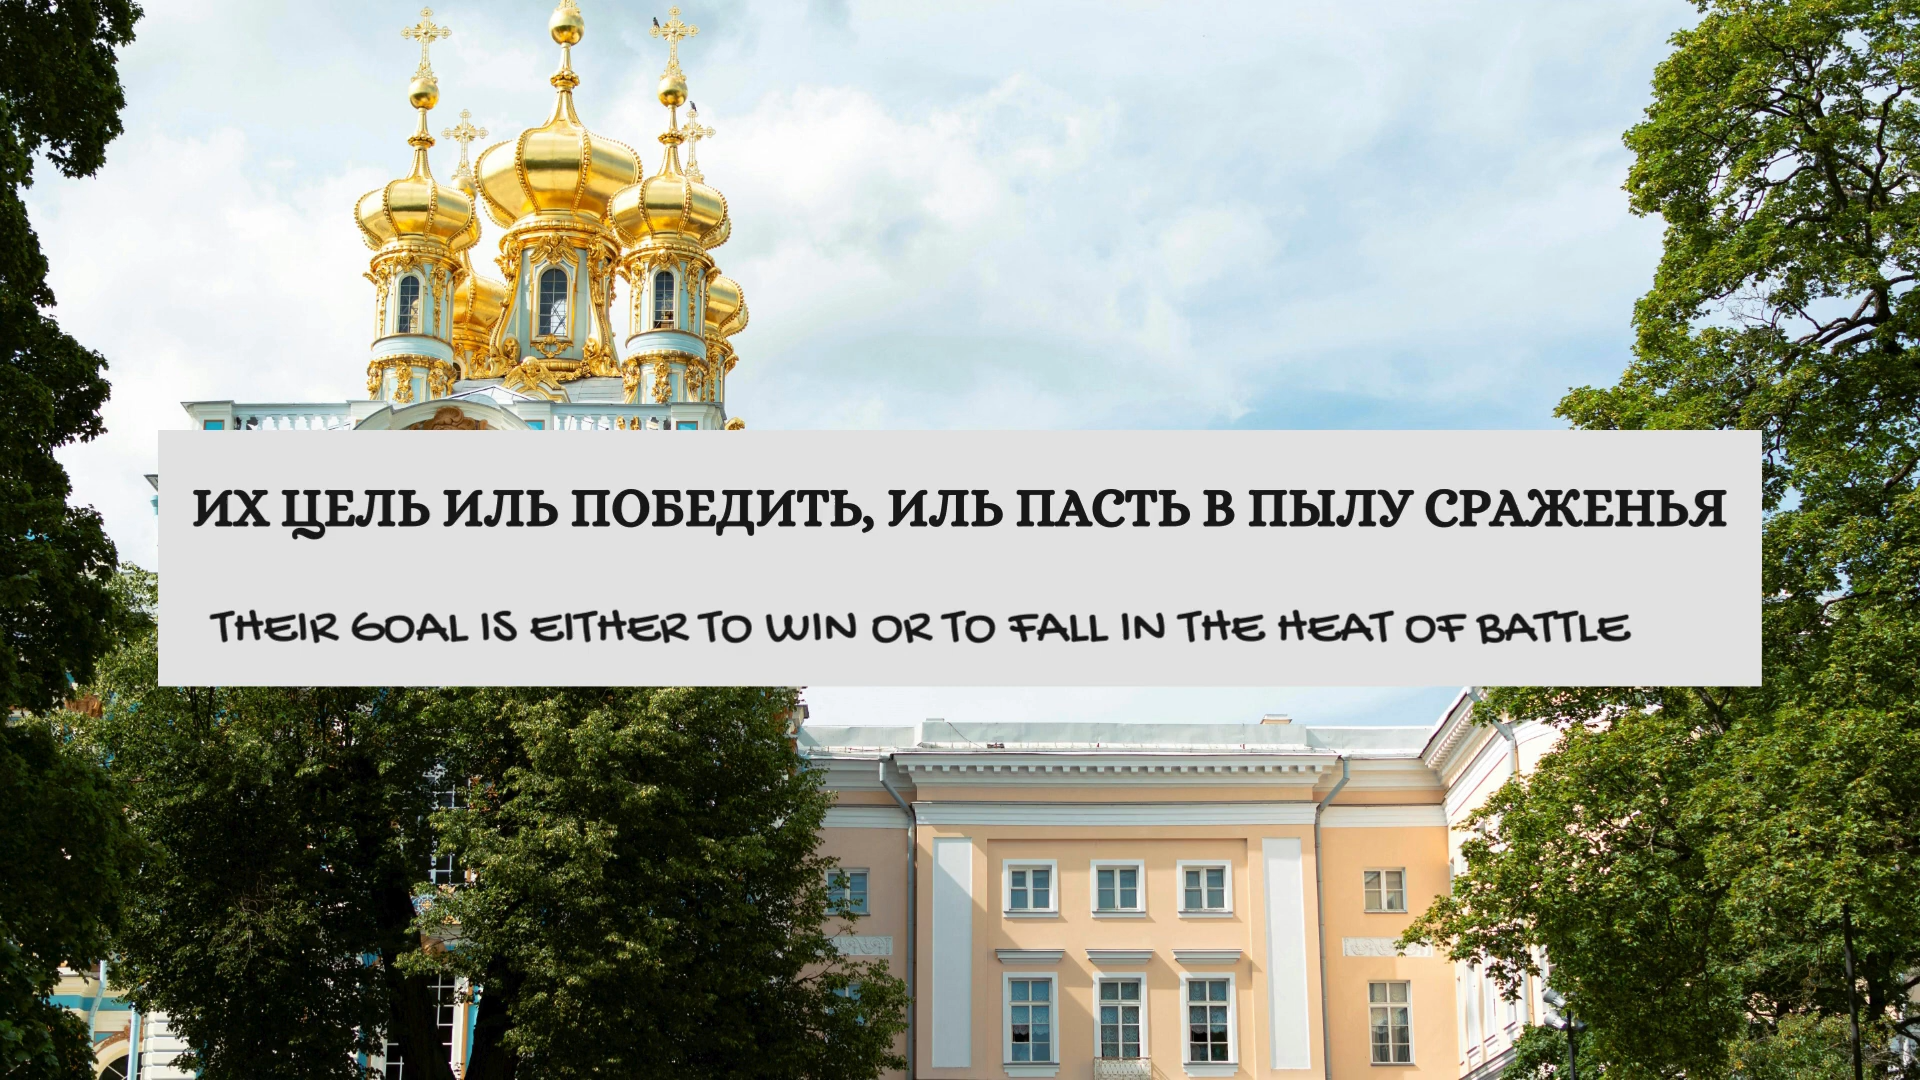 ИХ ЦЕЛЬ ИЛЬ ПОБЕДИТЬ, ИЛЬ ПАСТЬ В ПЫЛУ СРАЖЕНЬЯ
THEIR GOAL IS EITHER TO WIN OR TO FALL IN THE HEAT OF BATTLE